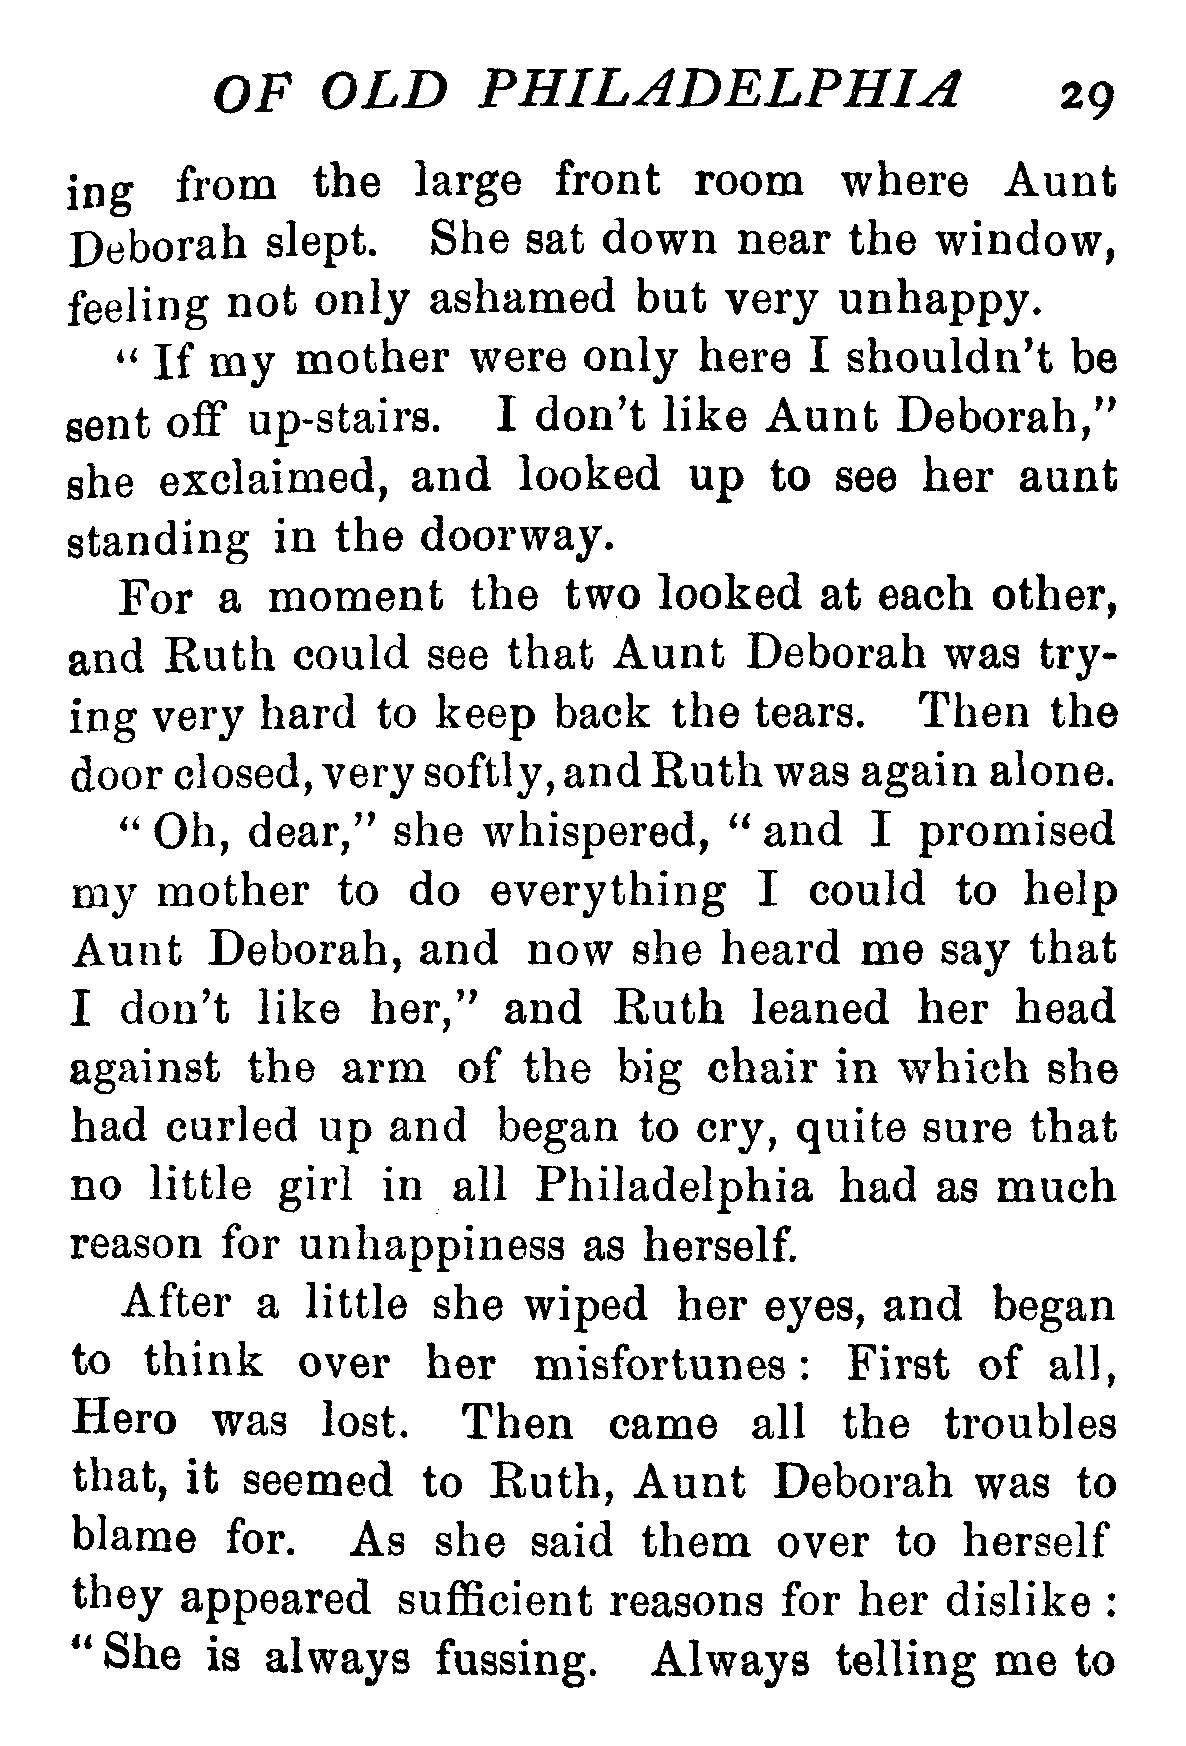 OF OLD PHILADELPHIA 29
ing from the large front room where Aunt
Deborah slept. She sat down near the window,
feeling not only ashamed but very unhappy.
“ If my mother were only here I shouldn’t be
sent off up-stairs. I don’t like Aunt Deborah,”
she exclaimed, and looked up to see her aunt
standing in the doorway.
For a moment the two looked at each other,
and Ruth could see that Aunt Deborah was try-
ing very hard to keep back the tears. Then the
door closed, very softly, and Ruth was again alone.
“ Oh, dear,” she whispered, “ and I promised
my mother to do everything I could to help
Aunt Deborah, and now she heard me say that
I don’t like her,” and Ruth leaned her head
against the arm of the big chair in which she
had curled up and began to cry, quite sure that
no little girl in all Philadelphia had as much
reason for unhappiness as herself.
After a little she wiped her eyes, and began
to think over her misfortunes : First of all,
Hero was lost. Then came all the troubles
that, it seemed to Ruth, Aunt Deborah was to
blame for. As she said them over to herself
they appeared sufficient reasons for her dislike :
“ She is always fussing. Always telling me to